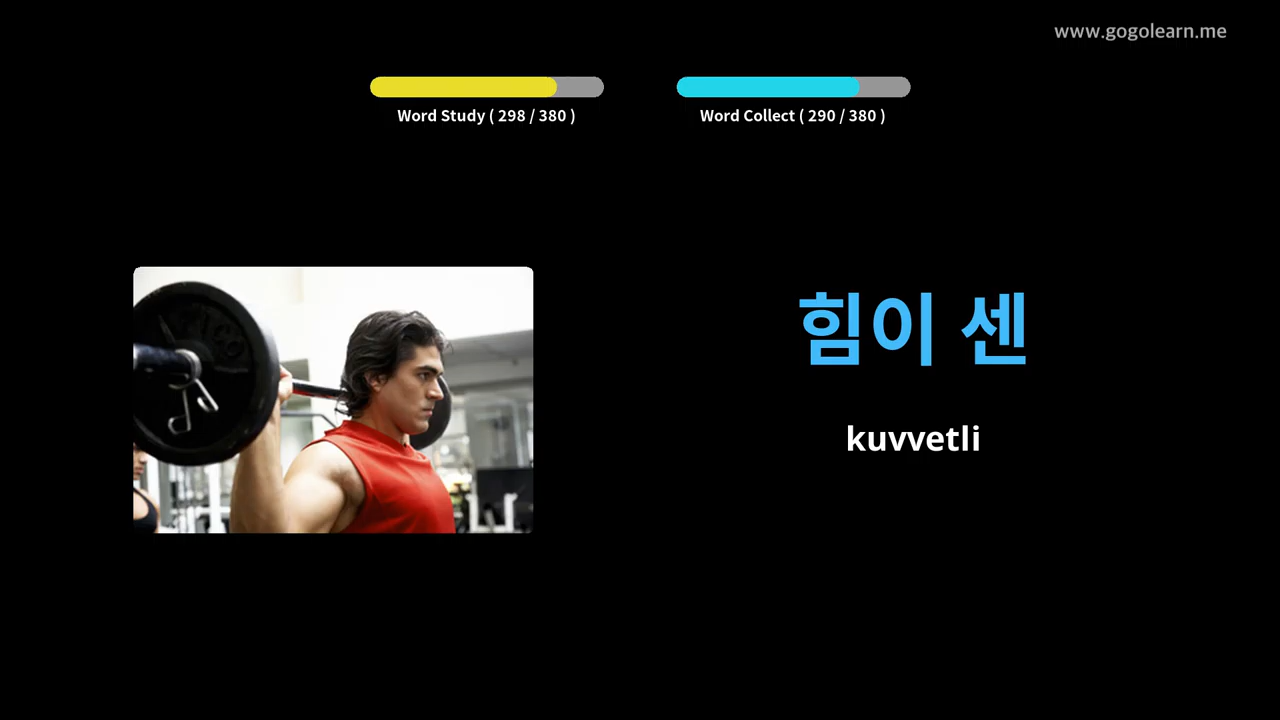 www.gogolearn.me
Word Study ( 298 / 380 )
Word Collect ( 290 / 380 )
힘이 센
kuvvetli